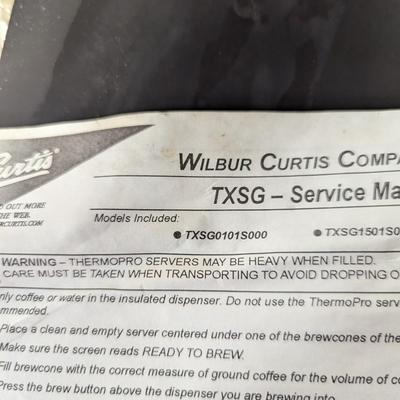 Curtis
WILBUR CURTIS COMPA
OUT MORE
THE WEB.
TXSG – Service Ma
Models Included:
• TXSG0101S000 • TXSG1501S0
WARNING – THERMOPRO SERVERS MAY BE HEAVY WHEN FILLED.
CARE MUST BE TAKEN WHEN TRANSPORTING TO AVOID DROPPING O
nly coffee or water in the insulated dispenser. Do not use the ThermoPro serv
mmended.
Place a clean and empty server centered under one of the brewcones of the
Make sure the screen reads READY TO BREW.
Fill brewcone with the correct measure of ground coffee for the volume of co
Press the brew button above the dispenser you are brewing into